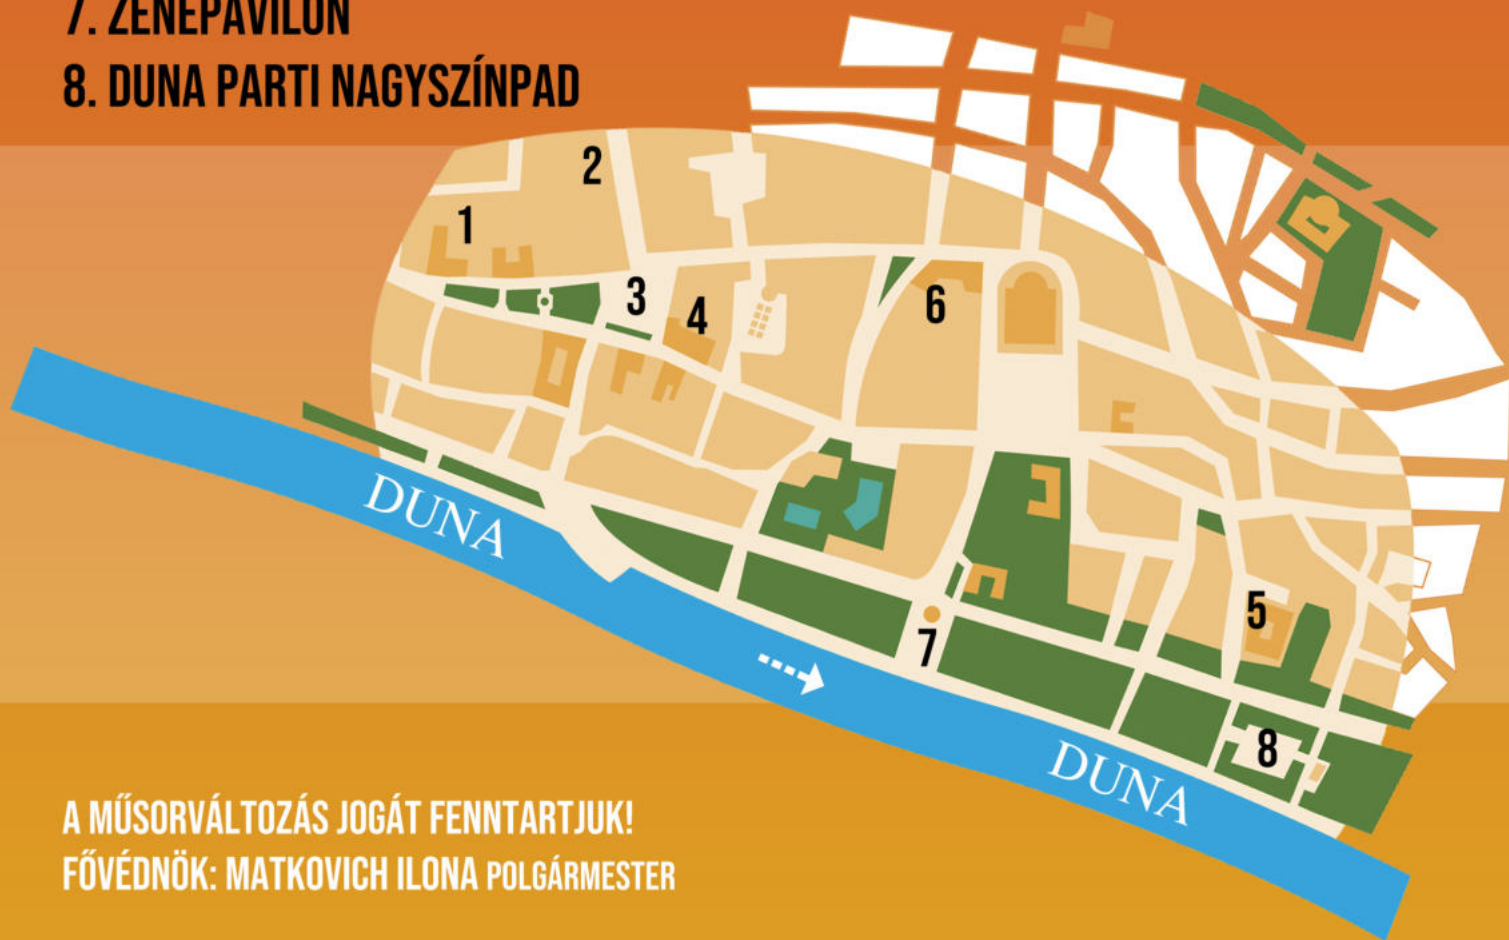 7. ZENEPAVILON
8. DUNA PARTI NAGYSZÍNPAD
2
1
3
4
6
DUNA
5
7
8
DUNA
A MŰSORVÁLTOZÁS JOGÁT FENNTARTJUK!
FŐVÉDNÖK: MATKOVICH ILONA POLGÁRMESTER